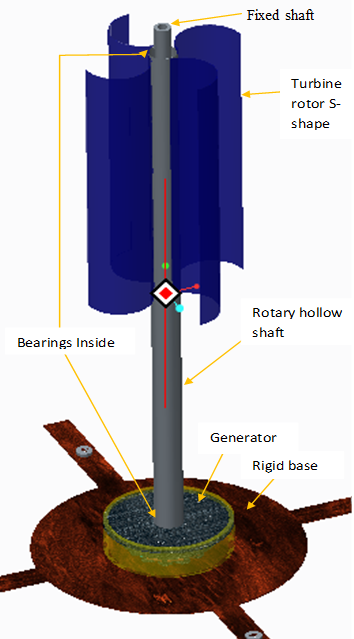 Fixed shaft
Turbine
rotor S-
shape
Rotary hollow
shaft
Bearings Inside
Generator
Rigid base